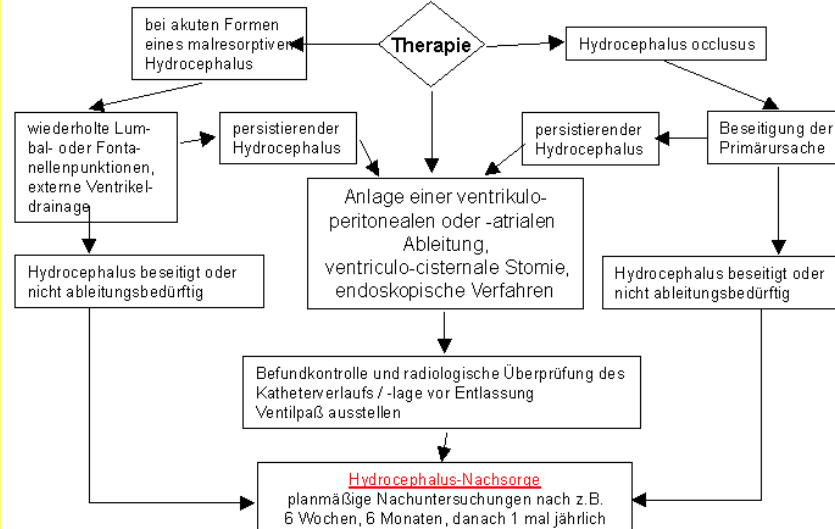 bei akuten Formen
eines malresorptiven
Hydrocephalus
Therapie
Hydrocephalus occlusus
wiederholte Lum-
bal- oder Fonta-
nellenpunktionen,
externe Ventrikel-
drainage
persistierender
Hydrocephalus
persistierender
Hydrocephalus
Beseitigung der
Primärursache
Anlage einer ventrikulo-
peritonealen oder -atrialen
Ableitung,
ventriculo-cisternale Stomie,
endoskopische Verfahren
Hydrocephalus beseitigt oder
nicht ableitungsbedürftig
Hydrocephalus beseitigt oder
nicht ableitungsbedürftig
Befundkontrolle und radiologische Überprüfung des
Katheterverlaufs / -lage vor Entlassung
Ventilpaß ausstellen
Hydrocephalus-Nachsorge
planmäßige Nachuntersuchungen nach z.B.
6 Wochen, 6 Monaten, danach 1 mal jährlich